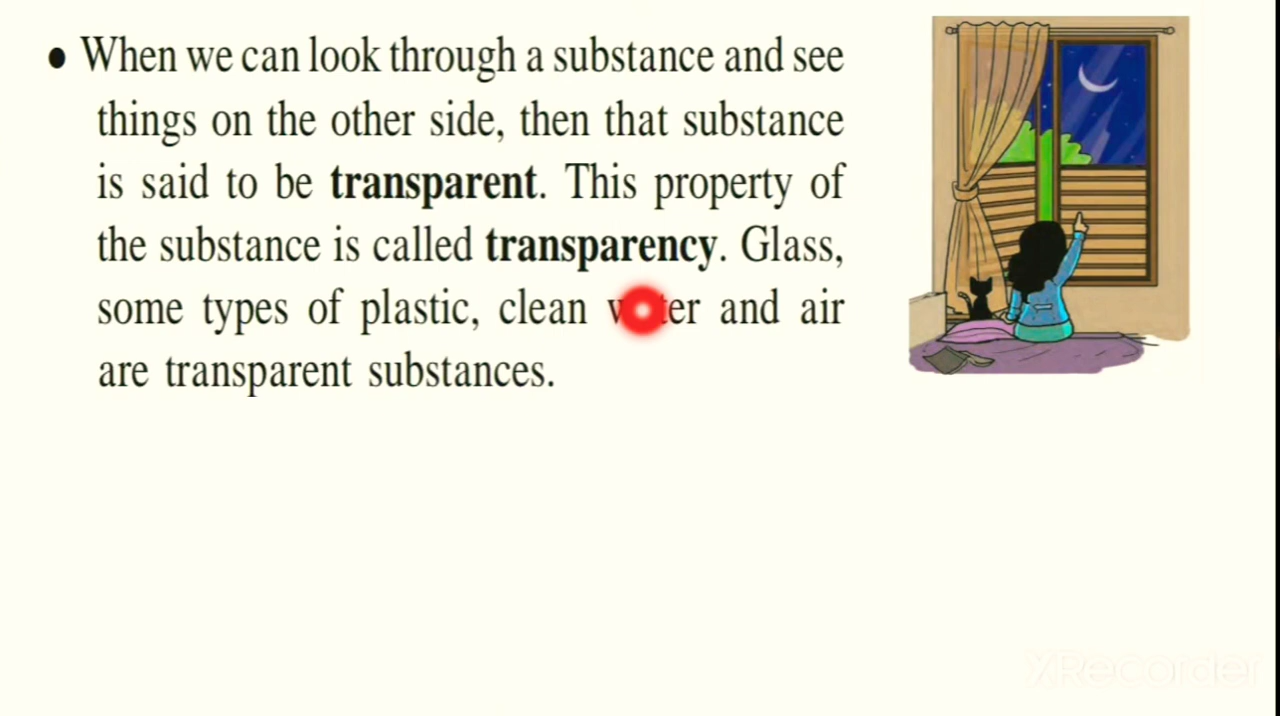 • When we can look through a substance and see
things on the other side, then that substance
is said to be transparent. This property of
the substance is called transparency. Glass,
some types of plastic, clean water and air
are transparent substances.
XRecorder